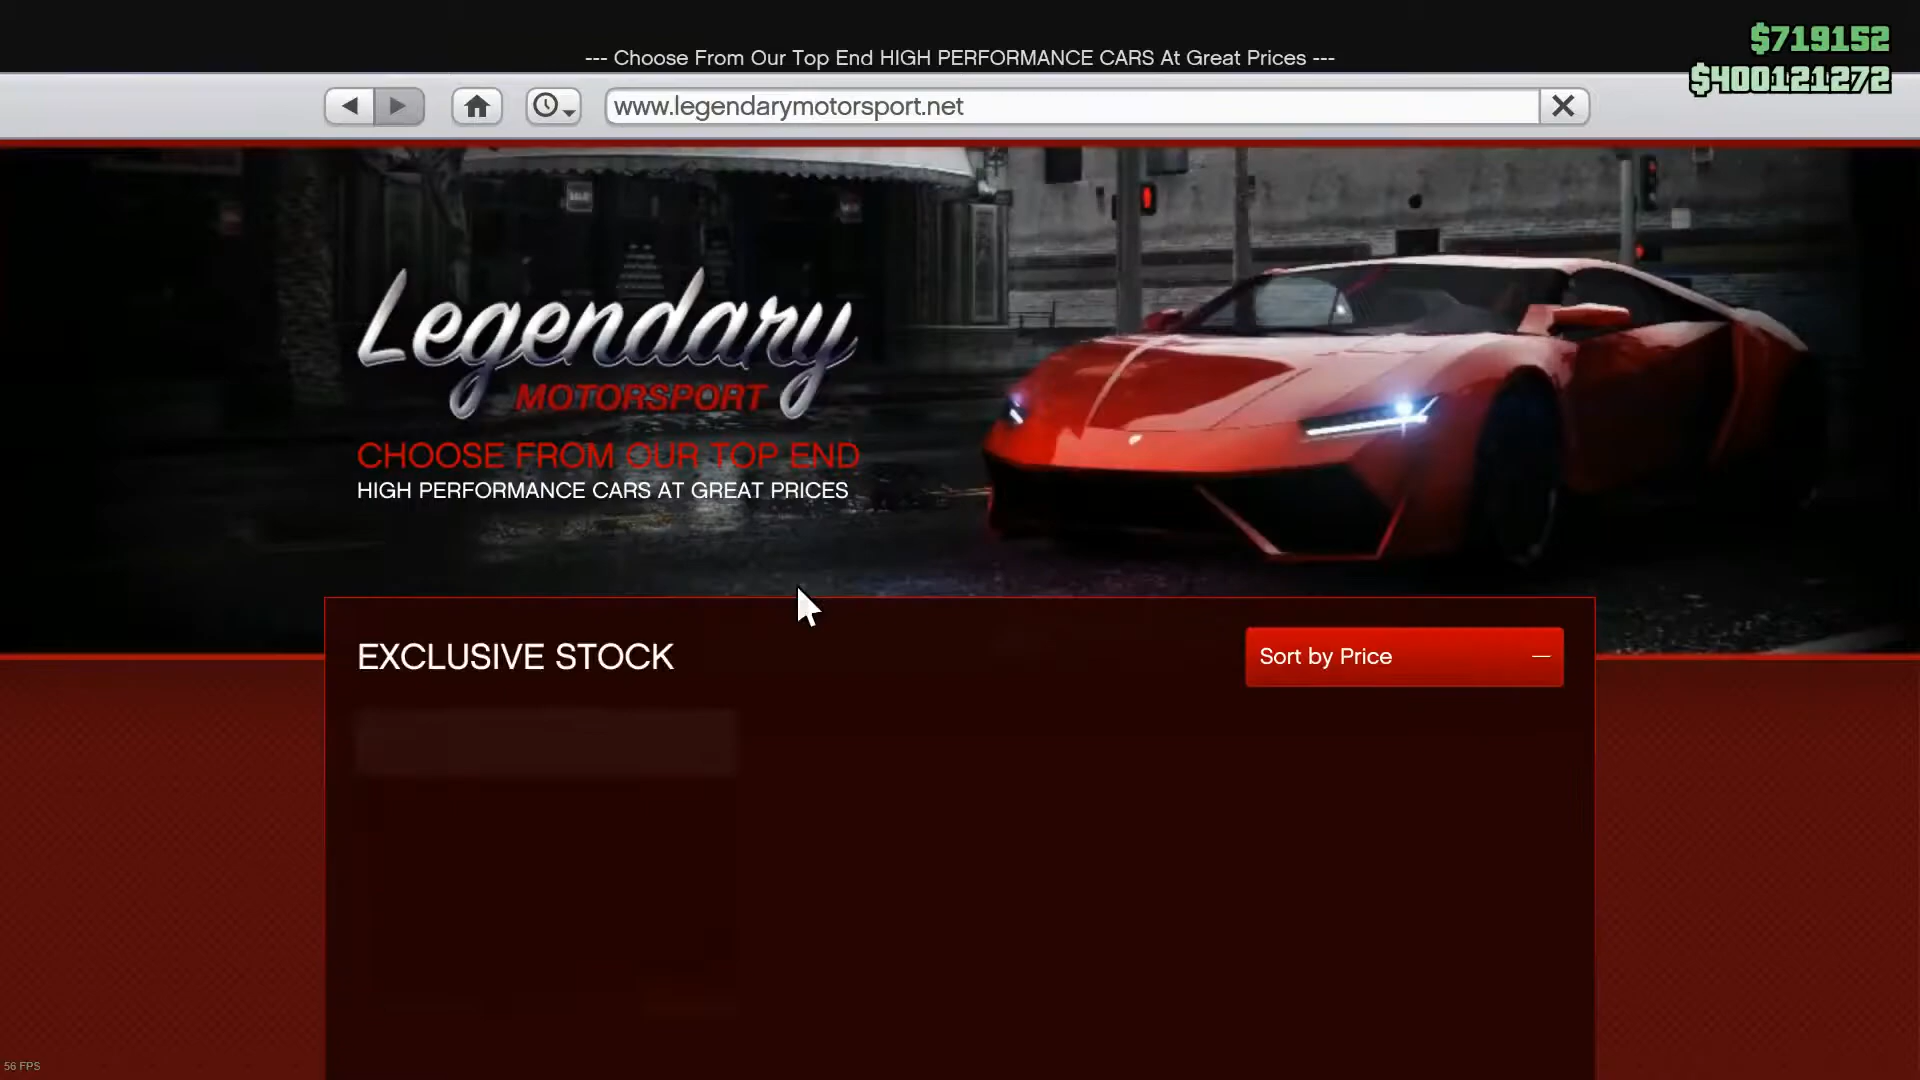 --- Choose From Our Top End HIGH PERFORMANCE CARS At Great Prices ---
$719152
$400121272
www.legendarymotorsport.net
Legendary
MOTORSPORT
CHOOSE FROM OUR TOP END
HIGH PERFORMANCE CARS AT GREAT PRICES
EXCLUSIVE STOCK
Sort by Price
56 FPS